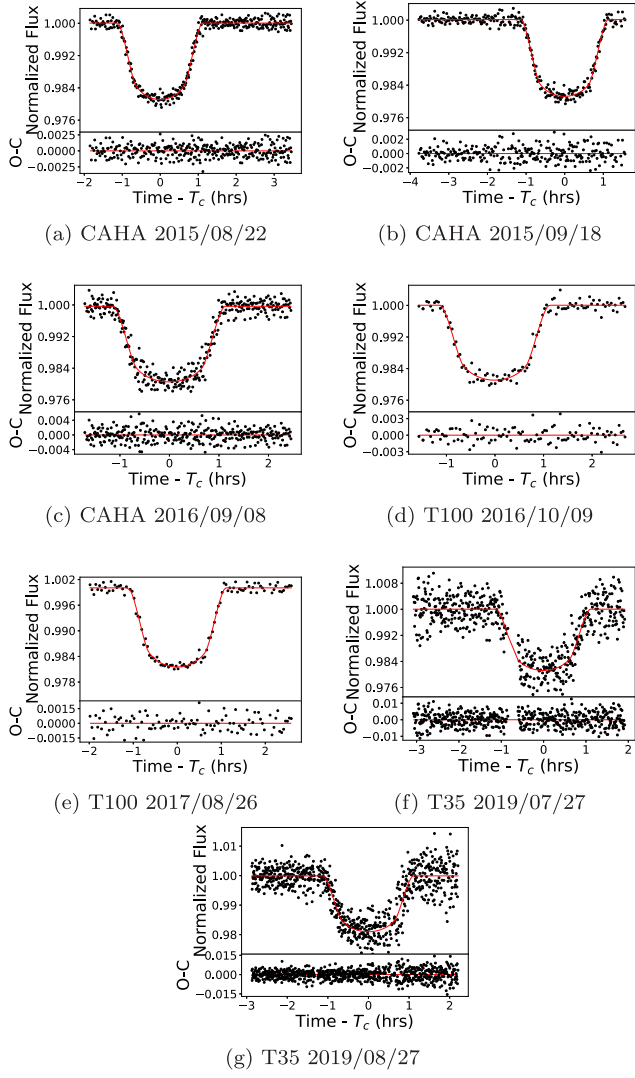 Normalized Flux
1.000
0.992
0.984
0.976
O-C
0.0025
0.0000
−0.0025
−2 −1 0 1 2 3
Time - Tc (hrs)
(a) CAHA 2015/08/22
Normalized Flux
1.000
0.992
0.984
0.976
O-C
0.002
0.000
−0.002
−4 −3 −2 −1 0 1
Time - Tc (hrs)
(b) CAHA 2015/09/18
Normalized Flux
1.000
0.992
0.984
0.976
O-C
0.004
0.000
−0.004
−1 0 1 2
Time - Tc (hrs)
(c) CAHA 2016/09/08
Normalized Flux
1.000
0.992
0.984
0.976
O-C
0.003
0.000
−0.003
−1 0 1 2
Time - Tc (hrs)
(d) T100 2016/10/09
Normalized Flux
1.002
0.996
0.990
0.984
0.978
O-C
0.0015
0.0000
−0.0015
−2 −1 0 1 2
Time - Tc (hrs)
(e) T100 2017/08/26
Normalized Flux
1.008
1.000
0.992
0.984
0.976
O-C
0.01
0.00
−0.01
−3 −2 −1 0 1 2
Time - Tc (hrs)
(f) T35 2019/07/27
Normalized Flux
1.01
1.00
0.99
0.98
O-C
0.015
0.000
−0.015
−3 −2 −1 0 1 2
Time - Tc (hrs)
(g) T35 2019/08/27